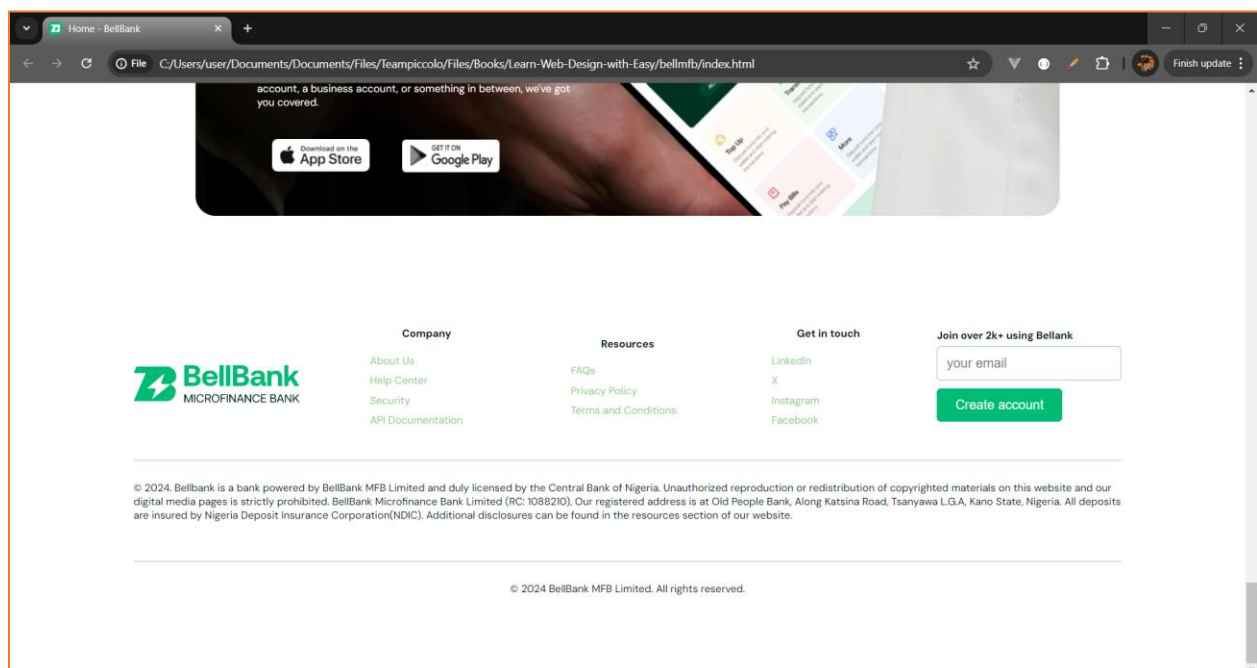 Home - BellBank
File C:/Users/user/Documents/Documents/Files/Teampiccolo/Files/Books/Learn-Web-Design-with-Easy/bellmfb/index.html
Finish update
account, a business account, or something in between, we've got
you covered.
Download on the
App Store
GET IT ON
Google Play
Top Up
More
Pay Bills
BellBank
MICROFINANCE BANK
Company
About Us
Help Center
Security
API Documentation
Resources
FAQs
Privacy Policy
Terms and Conditions
Get in touch
LinkedIn
X
Instagram
Facebook
Join over 2k+ using Bellank
your email
Create account
© 2024. Bellbank is a bank powered by BellBank MFB Limited and duly licensed by the Central Bank of Nigeria. Unauthorized reproduction or redistribution of copyrighted materials on this website and our
digital media pages is strictly prohibited. BellBank Microfinance Bank Limited (RC: 1088210), Our registered address is at Old People Bank, Along Katsina Road, Tsanyawa L.G.A, Kano State, Nigeria. All deposits
are insured by Nigeria Deposit Insurance Corporation(NDIC). Additional disclosures can be found in the resources section of our website.
© 2024 BellBank MFB Limited. All rights reserved.